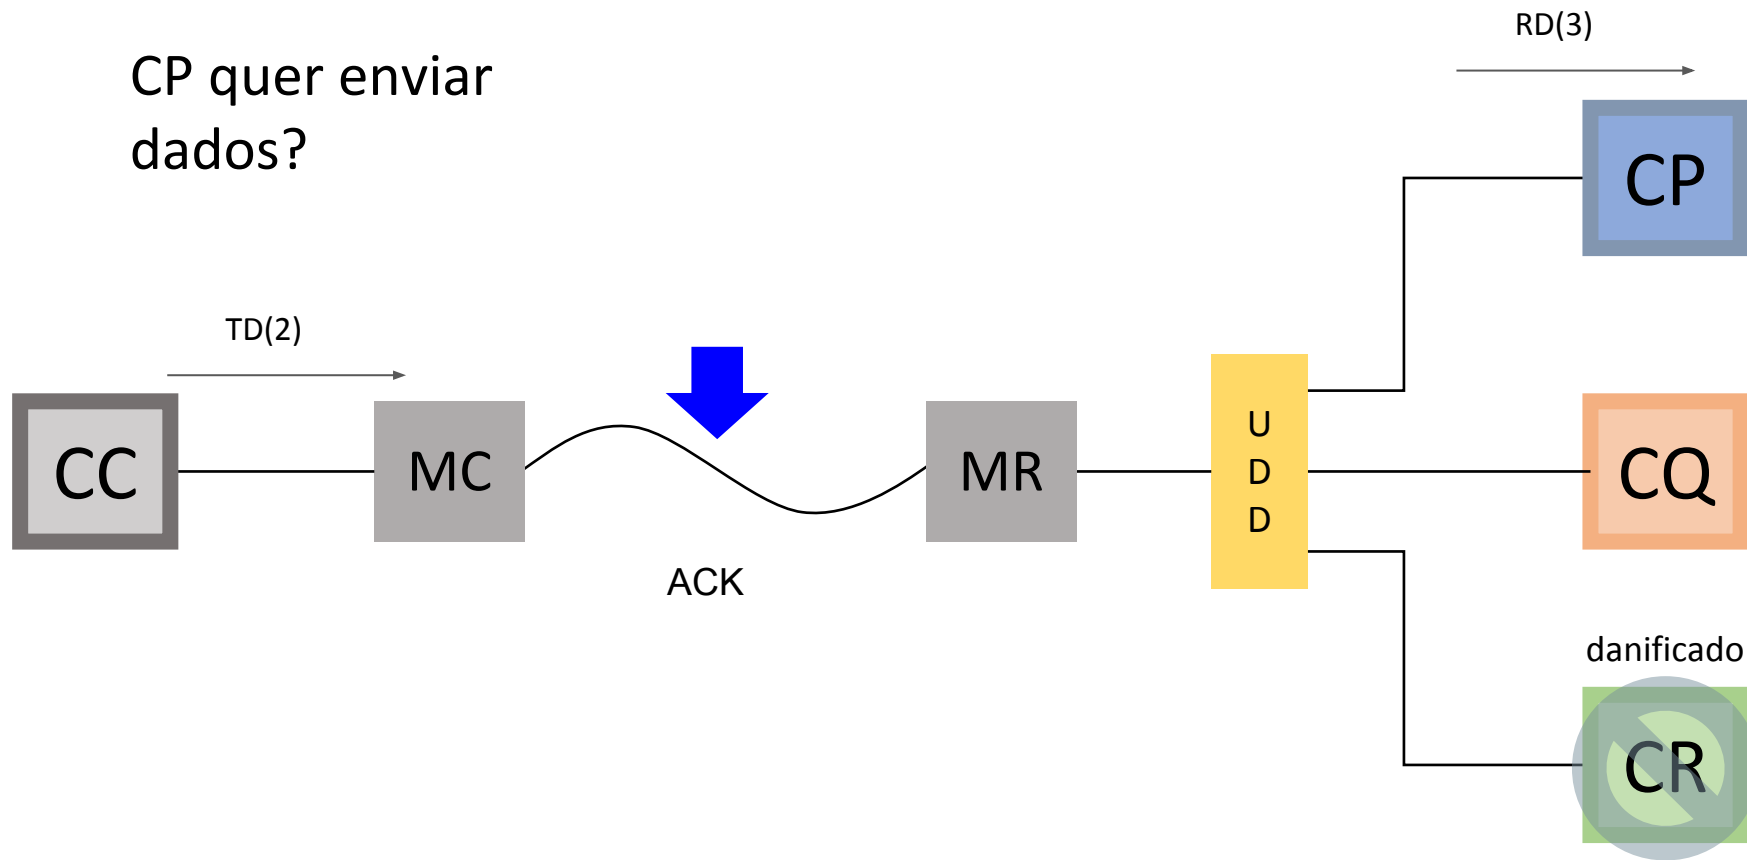 RD(3)
CP quer enviar
dados?
CP
TD(2)
CC
MC
MR
U
D
D
CQ
ACK
danificado
CR